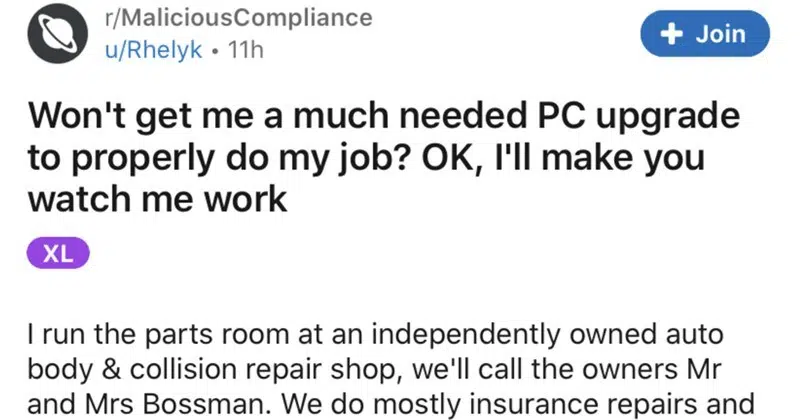 r/MaliciousCompliance
u/Rhelyk • 11h
+ Join
Won't get me a much needed PC upgrade
to properly do my job? OK, I'll make you
watch me work
XL
I run the parts room at an independently owned auto
body & collision repair shop, we'll call the owners Mr
and Mrs Bossman. We do mostly insurance repairs and